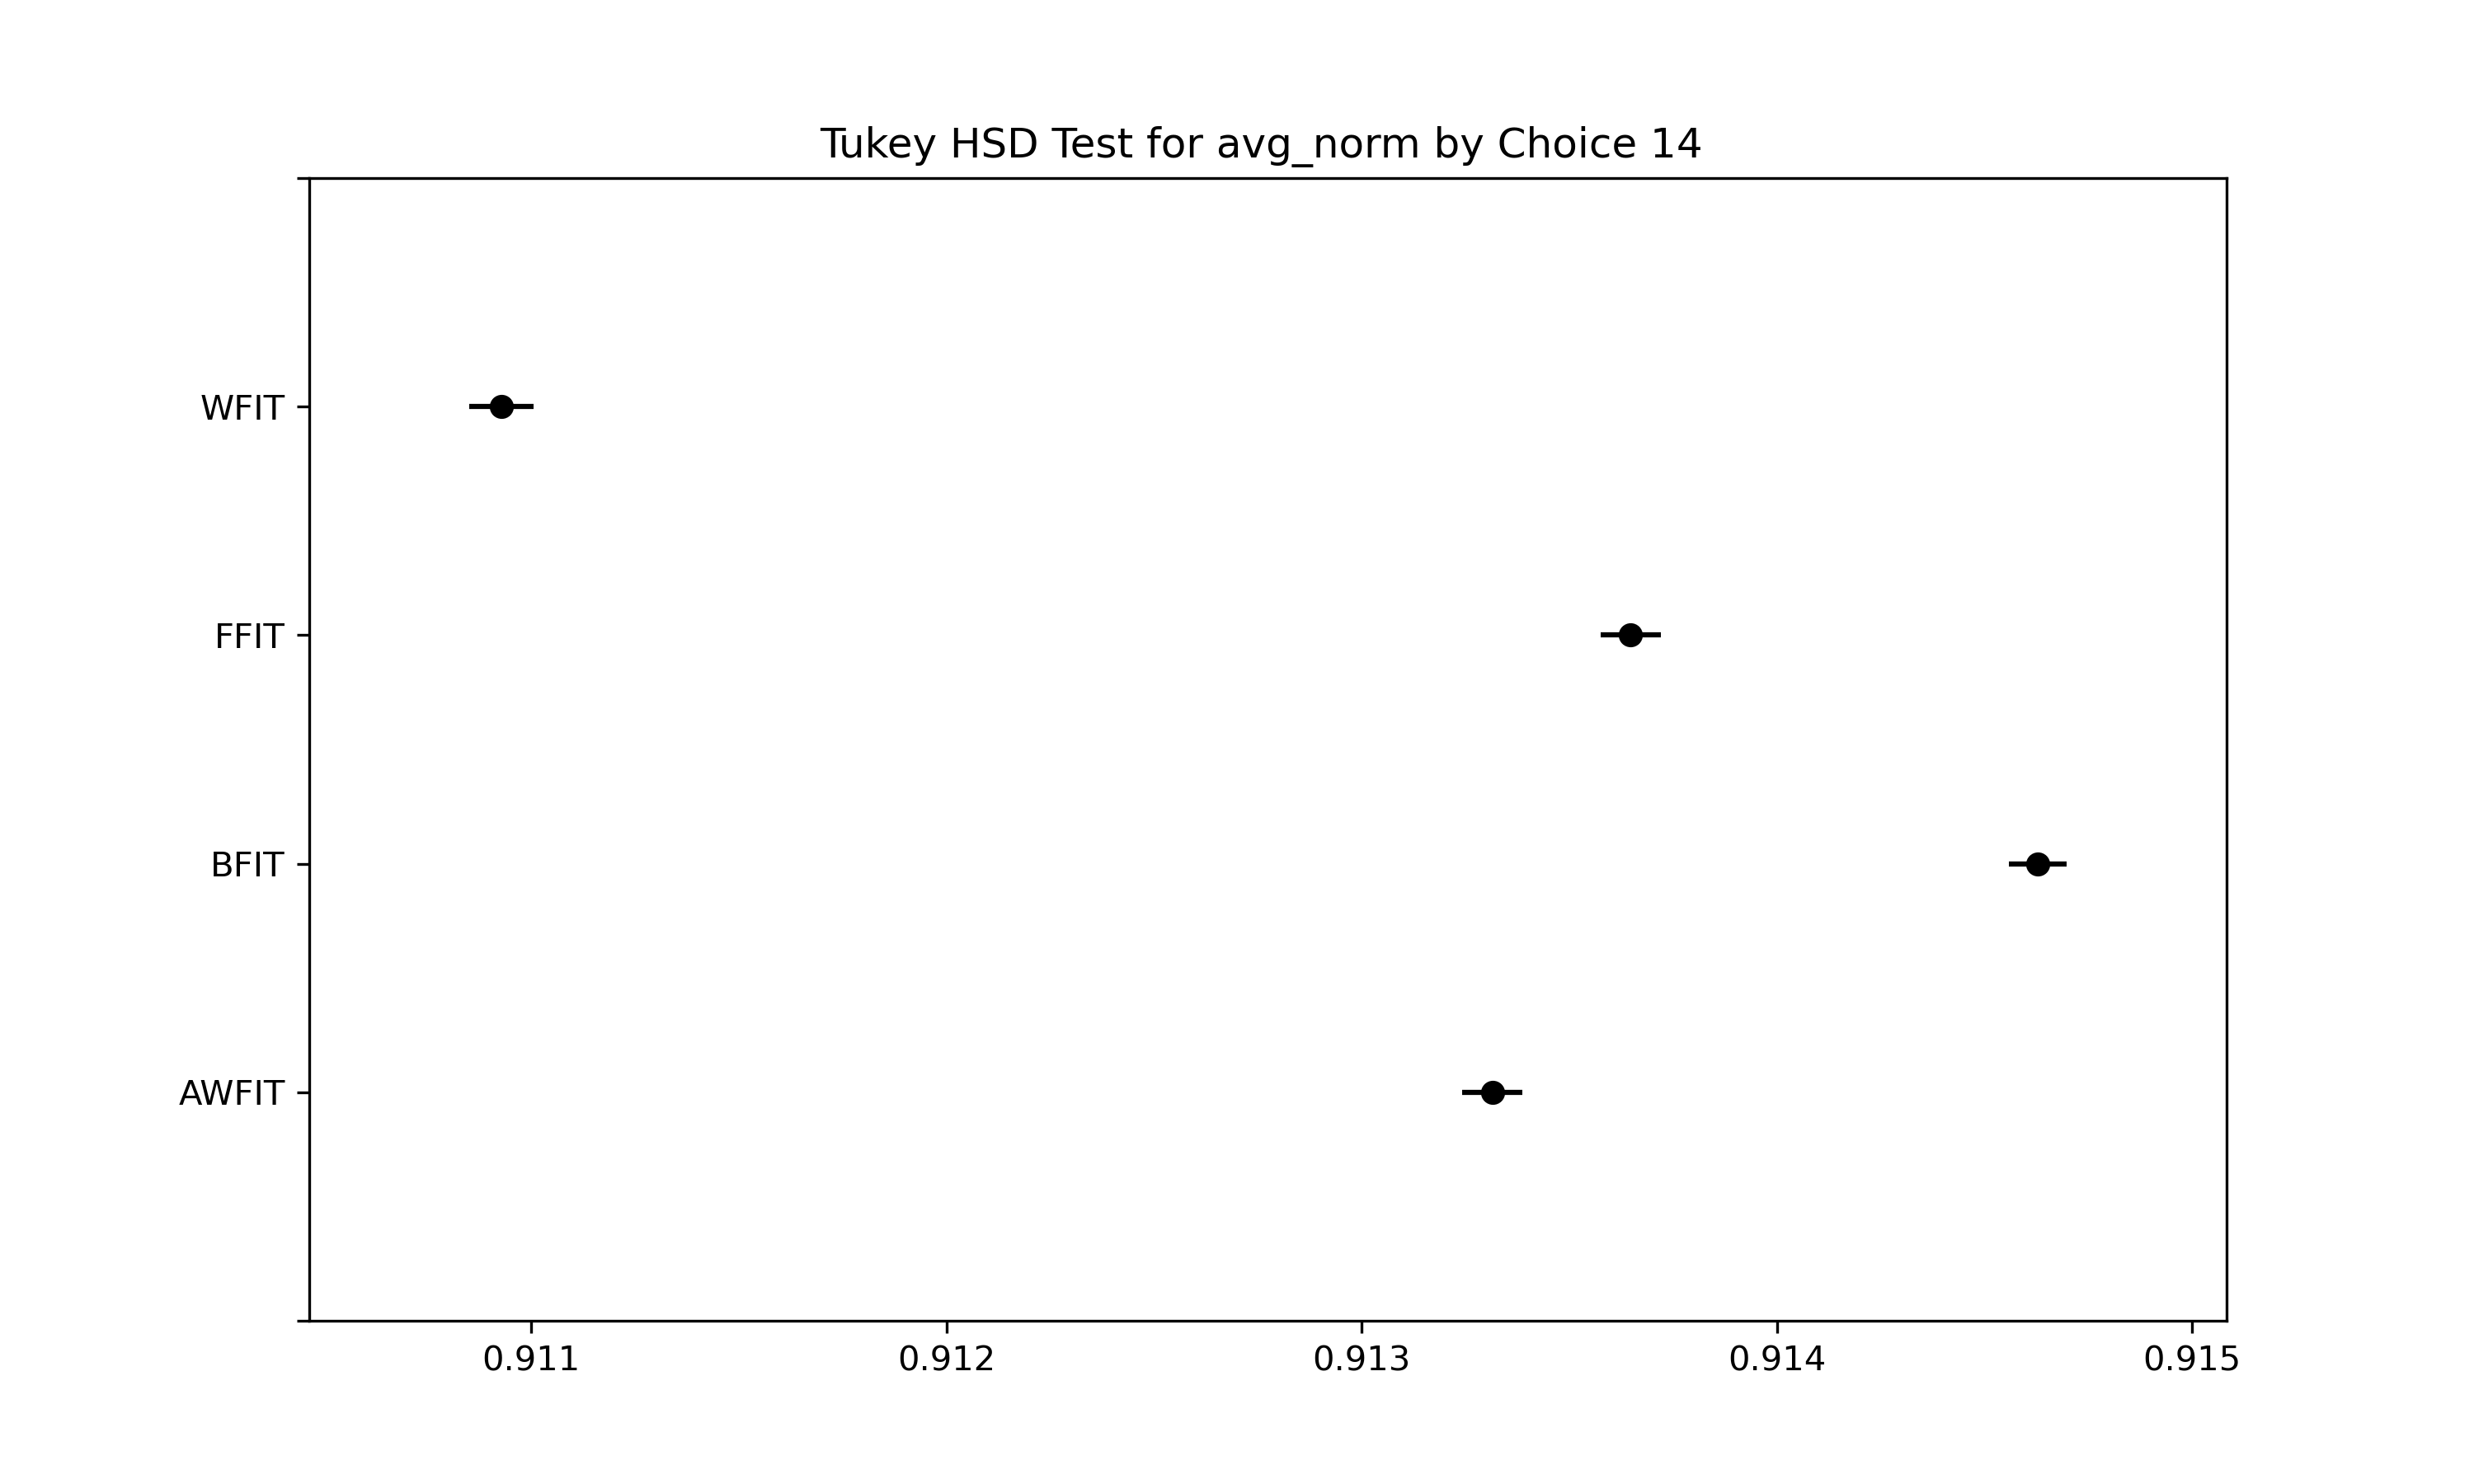 Tukey HSD Test for avg_norm by Choice 14
WFIT
FFIT
BFIT
AWFIT
0.911 0.912 0.913 0.914 0.915